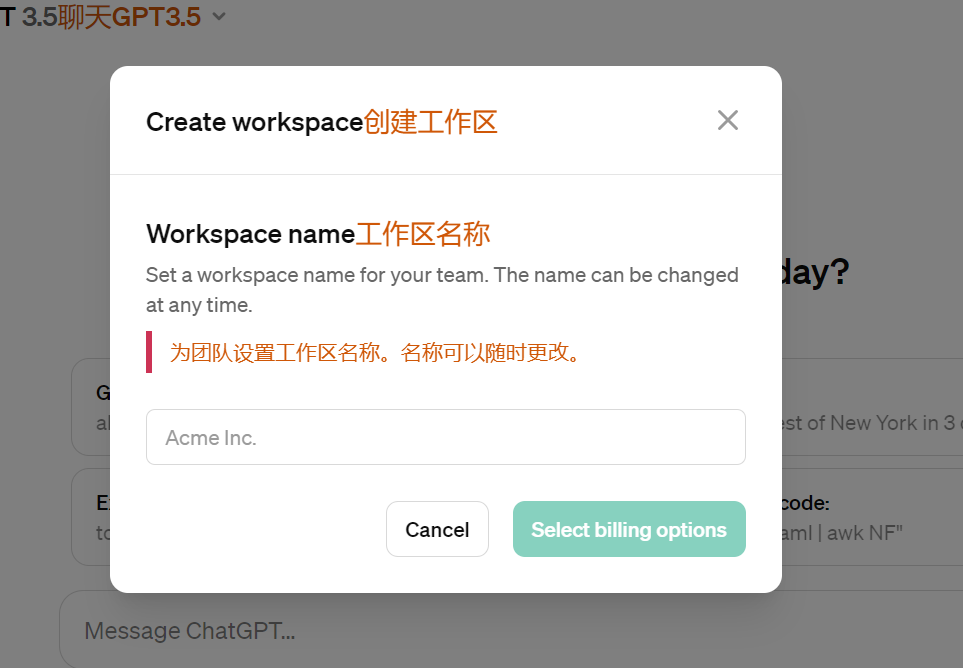 T 3.5聊天GPT3.5
Create workspace创建工作区
Workspace name工作区名称
day?
Set a workspace name for your team. The name can be changed
at any time.
为团队设置工作区名称。名称可以随时更改。
G
est of New York in 3
Acme Inc.
E
code:
to
aml | awk NF"
Cancel
Select billing options
Message ChatGPT...